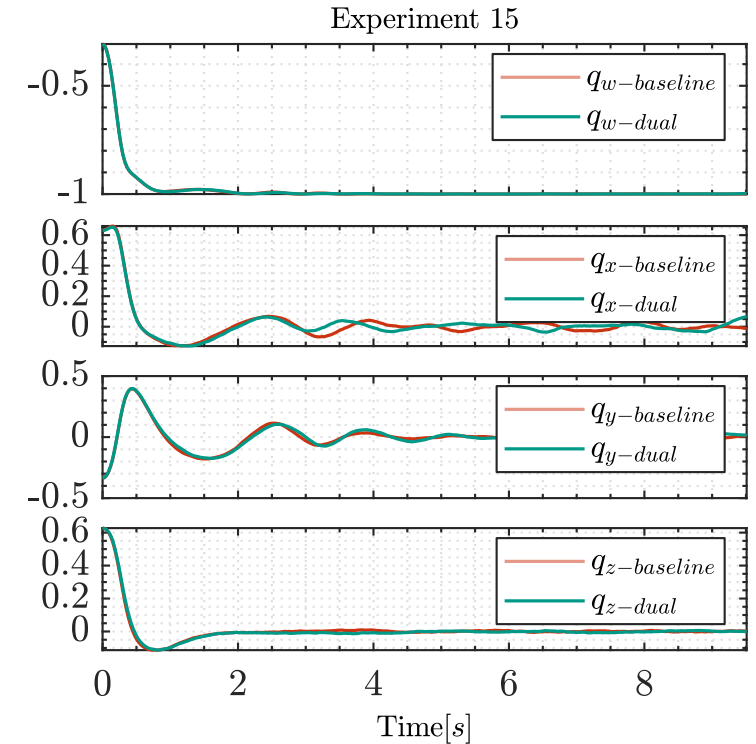 Experiment 15
-0.5
-1
q_{w-baseline}
q_{w-dual}
0.6
0.4
0.2
0
q_{x-baseline}
q_{x-dual}
0.5
0
-0.5
q_{y-baseline}
q_{y-dual}
0.6
0.4
0.2
0
q_{z-baseline}
q_{z-dual}
0 2 4 6 8
Time[s]